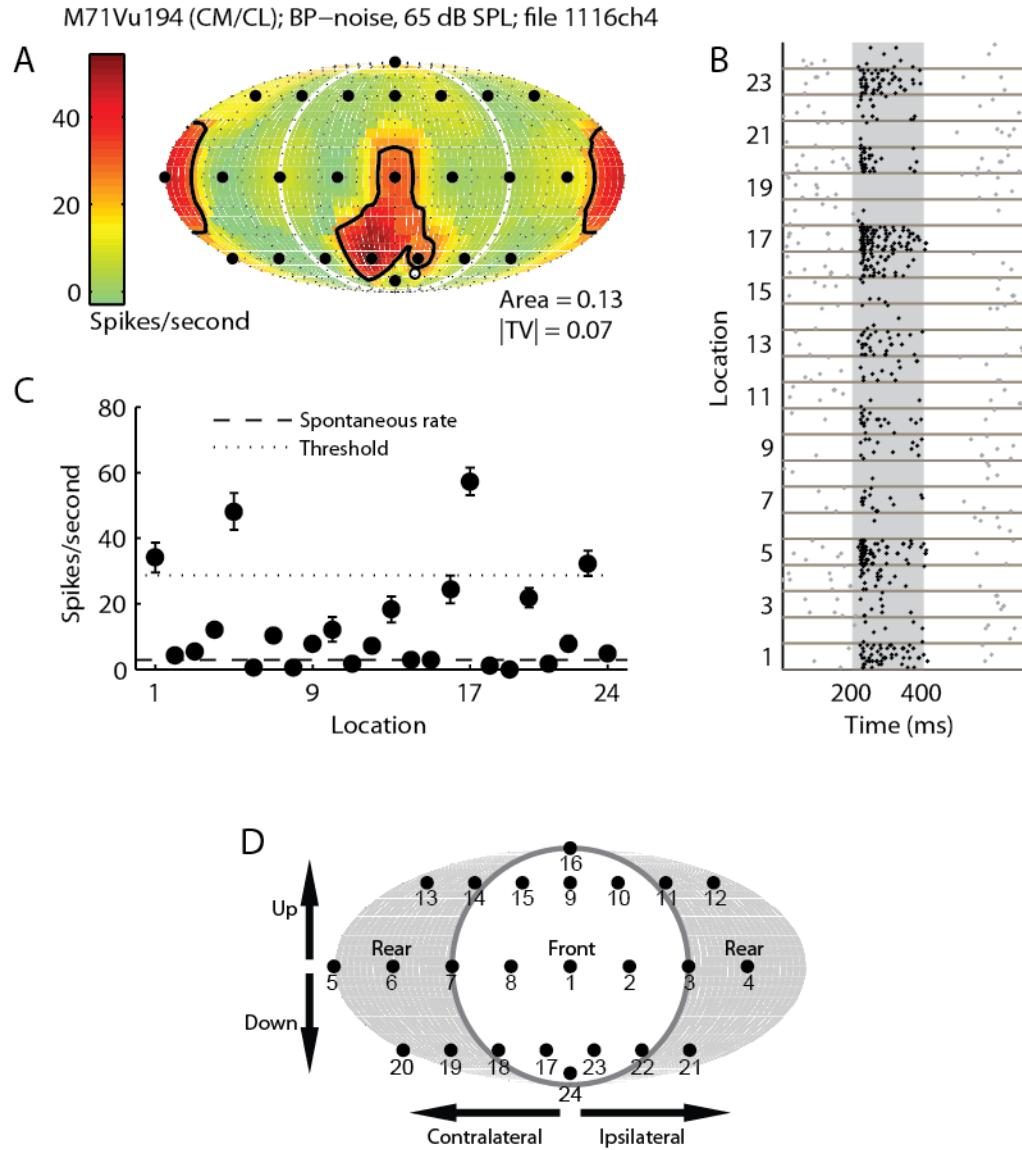 M71Vu194 (CM/CL); BP−noise, 65 dB SPL; file 1116ch4
A
40
20
0
Spikes/second
Area = 0.13
|TV| = 0.07
B
23
21
19
17
15
13
11
9
7
5
3
1
Location
200 400
Time (ms)
C
80
60
40
20
0
Spikes/second
Spontaneous rate
Threshold
1 9 17 24
Location
D
Up
Down
16
13 14 15 9 10 11 12
Rear Front Rear
5 6 7 8 1 2 3 4
20 19 18 17 23 22 21
24
Contralateral Ipsilateral